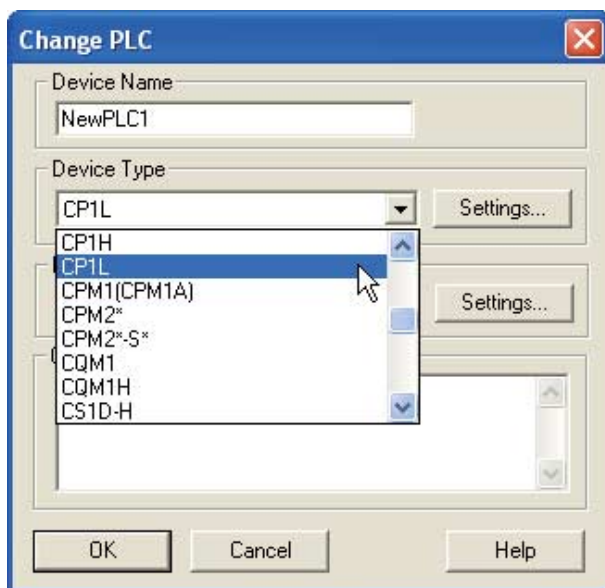 Change PLC
Device Name
NewPLC1
Device Type
CP1L
Settings...
CP1H
CP1L
CPM1(CPM1A)
CPM2*
CPM2*-S*
CQM1
CQM1H
CS1D-H
Settings...
OK
Cancel
Help